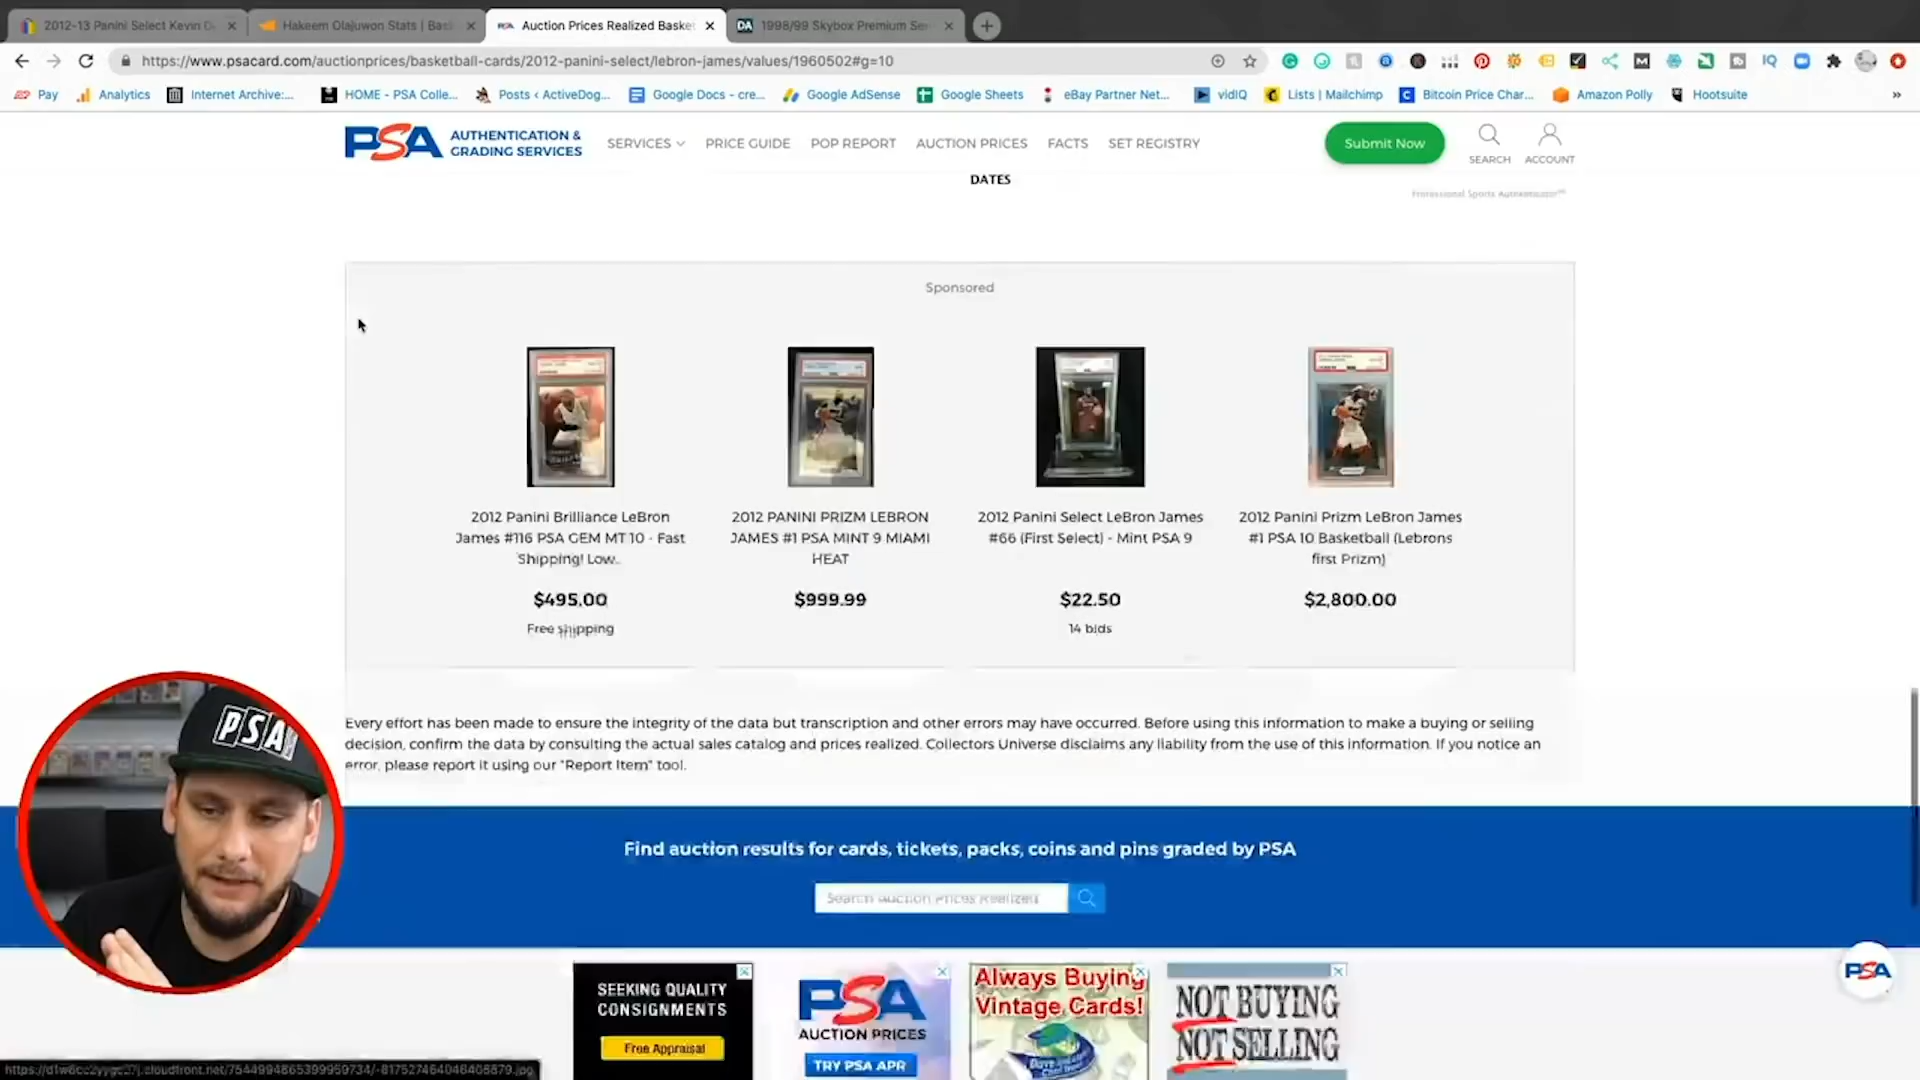 2012-13 Panini Select Kevin D
Hakeem Olajuwon Stats | Bas
PSA Auction Prices Realized Basket
DA 1998/99 Skybox Premium Ser
https://www.psacard.com/auctionprices/basketball-cards/2012-panini-select/lebron-james/values/1960502#g=10
Pay Analytics Internet Archive:... HOME - PSA Colle... Posts ‹ ActiveDog... Google Docs - cre... Google AdSense Google Sheets eBay Partner Net... vidIQ Lists | Mailchimp Bitcoin Price Char... Amazon Polly Hootsuite »
PSA AUTHENTICATION &
GRADING SERVICES
SERVICES PRICE GUIDE POP REPORT AUCTION PRICES FACTS SET REGISTRY
Submit Now
SEARCH ACCOUNT
DATES
Professional Sports Authenticator
Sponsored
2012 Panini Brilliance LeBron
James #116 PSA GEM MT 10 - Fast
Shipping! Low..
$495.00
Free shipping
2012 PANINI PRIZM LEBRON
JAMES #1 PSA MINT 9 MIAMI
HEAT
$999.99
2012 Panini Select LeBron James
#66 (First Select) - Mint PSA 9
$22.50
14 bids
2012 Panini Prizm LeBron James
#1 PSA 10 Basketball (Lebrons
first Prizm)
$2,800.00
Every effort has been made to ensure the integrity of the data but transcription and other errors may have occurred. Before using this information to make a buying or selling
decision, confirm the data by consulting the actual sales catalog and prices realized. Collectors Universe disclaims any liability from the use of this information. If you notice an
error, please report it using our "Report Item" tool.
PSA
Find auction results for cards, tickets, packs, coins and pins graded by PSA
Search Auction Prices Realized
SEEKING QUALITY
CONSIGNMENTS
Free Appraisal
PSA
AUCTION PRICES
TRY PSA APR
Always Buying
Vintage Cards!
NOT BUYING
NOT SELLING
PSA